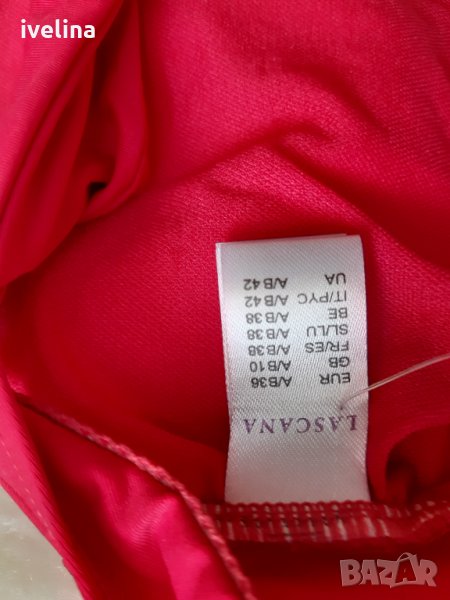 ivelina
LASCANA
EUR A/B36
GB A/B10
FR/ES A/B38
SL/LU A/B38
BE A/B38
IT/PYC A/B42
UA A/B42
BAZAR